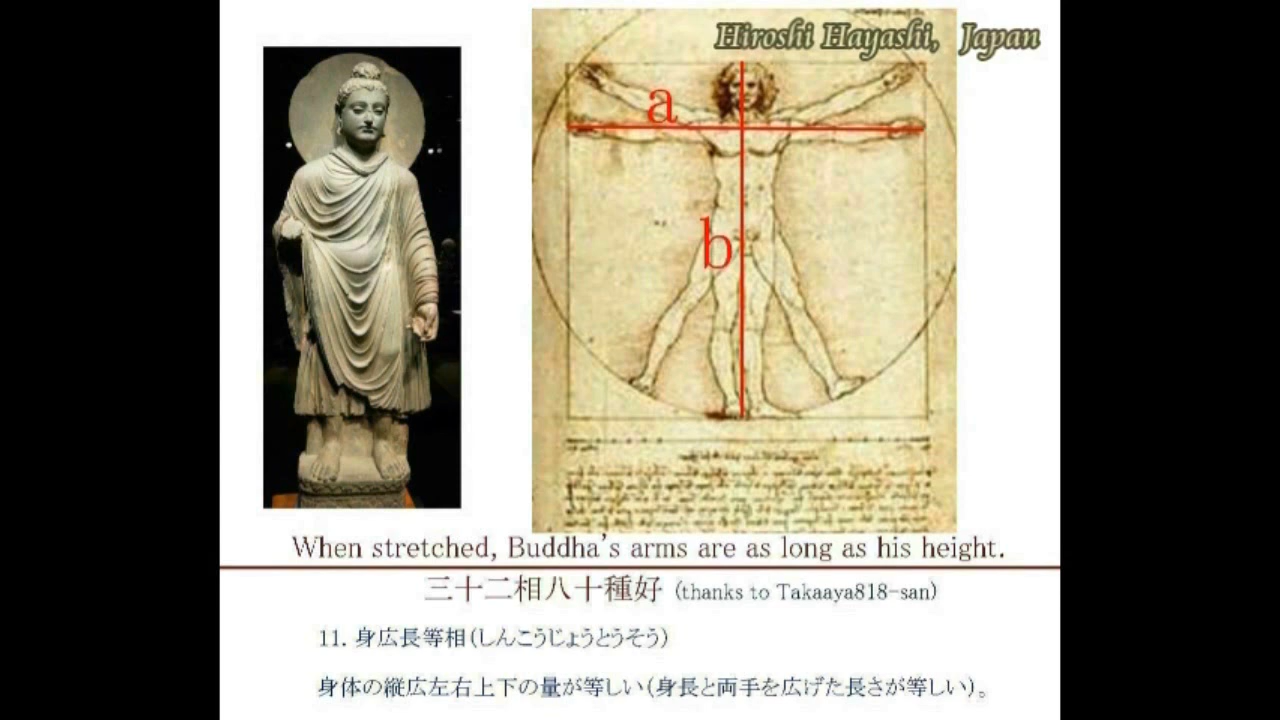 Hiroshi Hayashi, Japan
a
b
When stretched, Buddha's arms are as long as his height.
三十二相八十種好 (thanks to Takaaya818-san)
11. 身広長等相(しんこうじょうとうそう)
身体の縦広左右上下の量が等しい(身長と両手を広げた長さが等しい)。